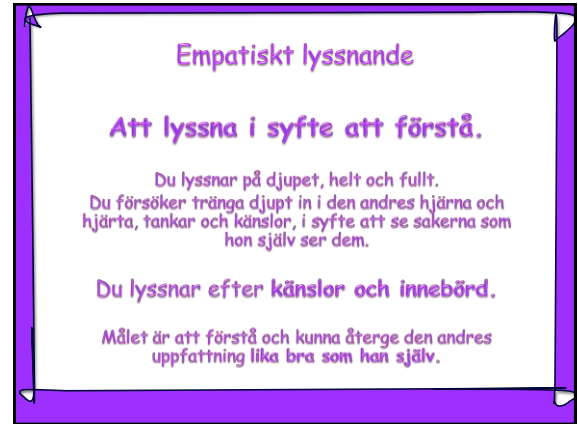 Empatiskt lyssnande
Att lyssna i syfte att förstå.
Du lyssnar på djupet, helt och fullt.
Du försöker tränga djupt in i den andres hjärna och
hjärta, tankar och känslor, i syfte att se sakerna som
hon själv ser dem.
Du lyssnar efter känslor och innebörd.
Målet är att förstå och kunna återge den andres
uppfattning lika bra som han själv.